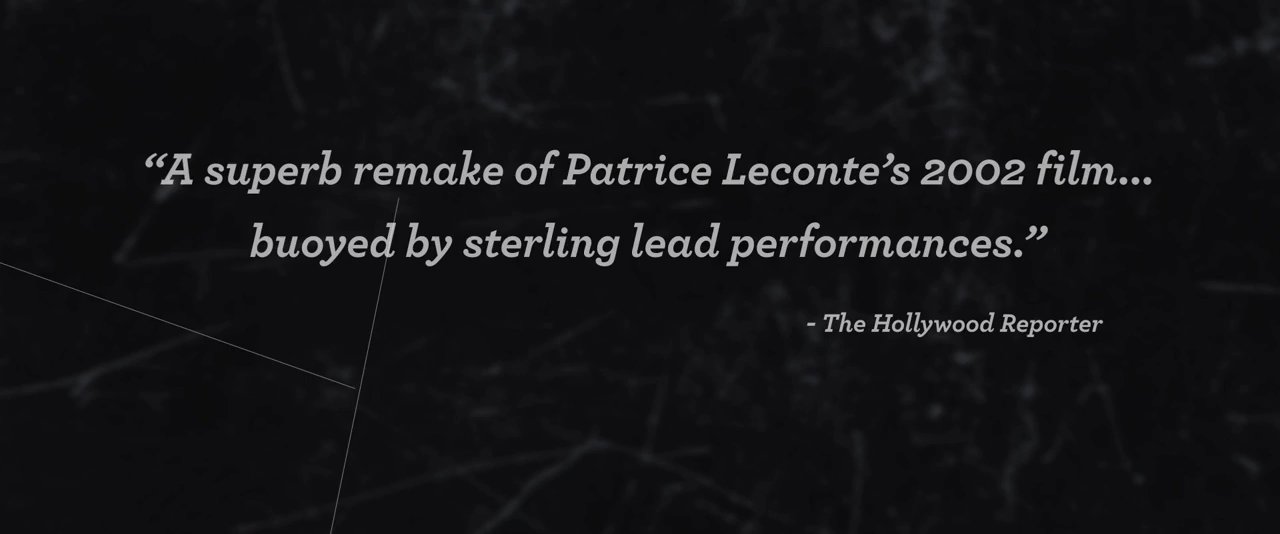 “A superb remake of Patrice Leconte’s 2002 film...
buoyed by sterling lead performances.”
- The Hollywood Reporter